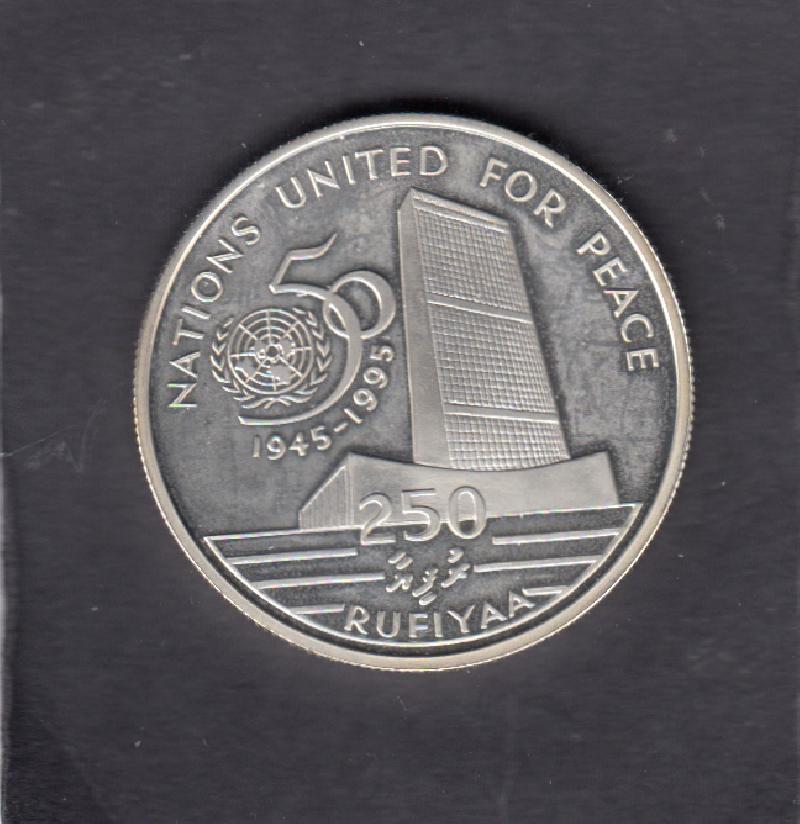 NATIONS UNITED FOR PEACE
50
1945-1995
250
ރުފިޔާ
RUFIYAA